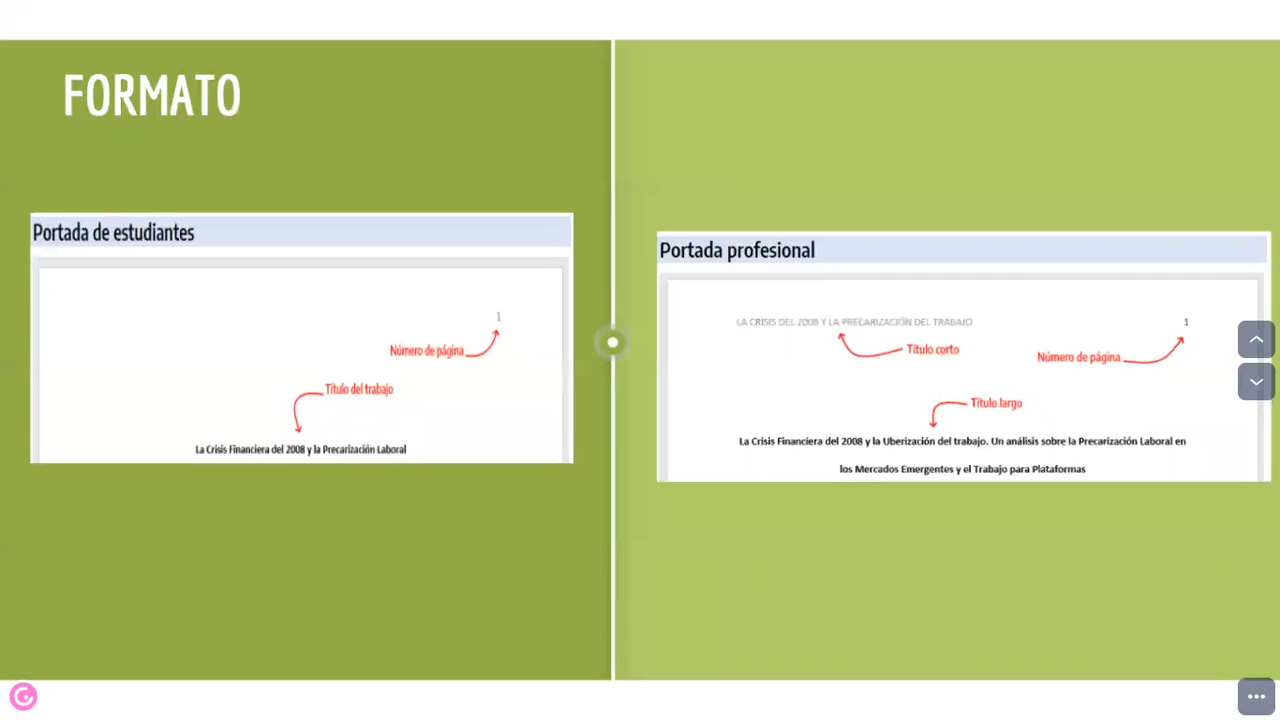 FORMATO
Portada de estudiantes
1
Número de página
Título del trabajo
La Crisis Financiera del 2008 y la Precarización Laboral
Portada profesional
LA CRISIS DEL 2008 Y LA PRECARIZACIÓN DEL TRABAJO
1
Título corto
Número de página
Título largo
La Crisis Financiera del 2008 y la Uberización del trabajo. Un análisis sobre la Precarización Laboral en
los Mercados Emergentes y el Trabajo para Plataformas